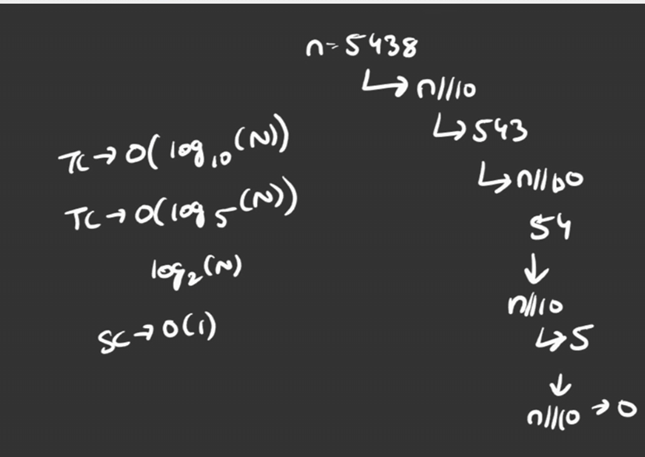 n=5438
↳ n//10
↳ 543
↳ n//10
54
↓
n//10
↳ 5
↓
n//10 → 0
TC → O(log₁₀(N))
TC → O(log₅(N))
log₂(N)
SC → O(1)